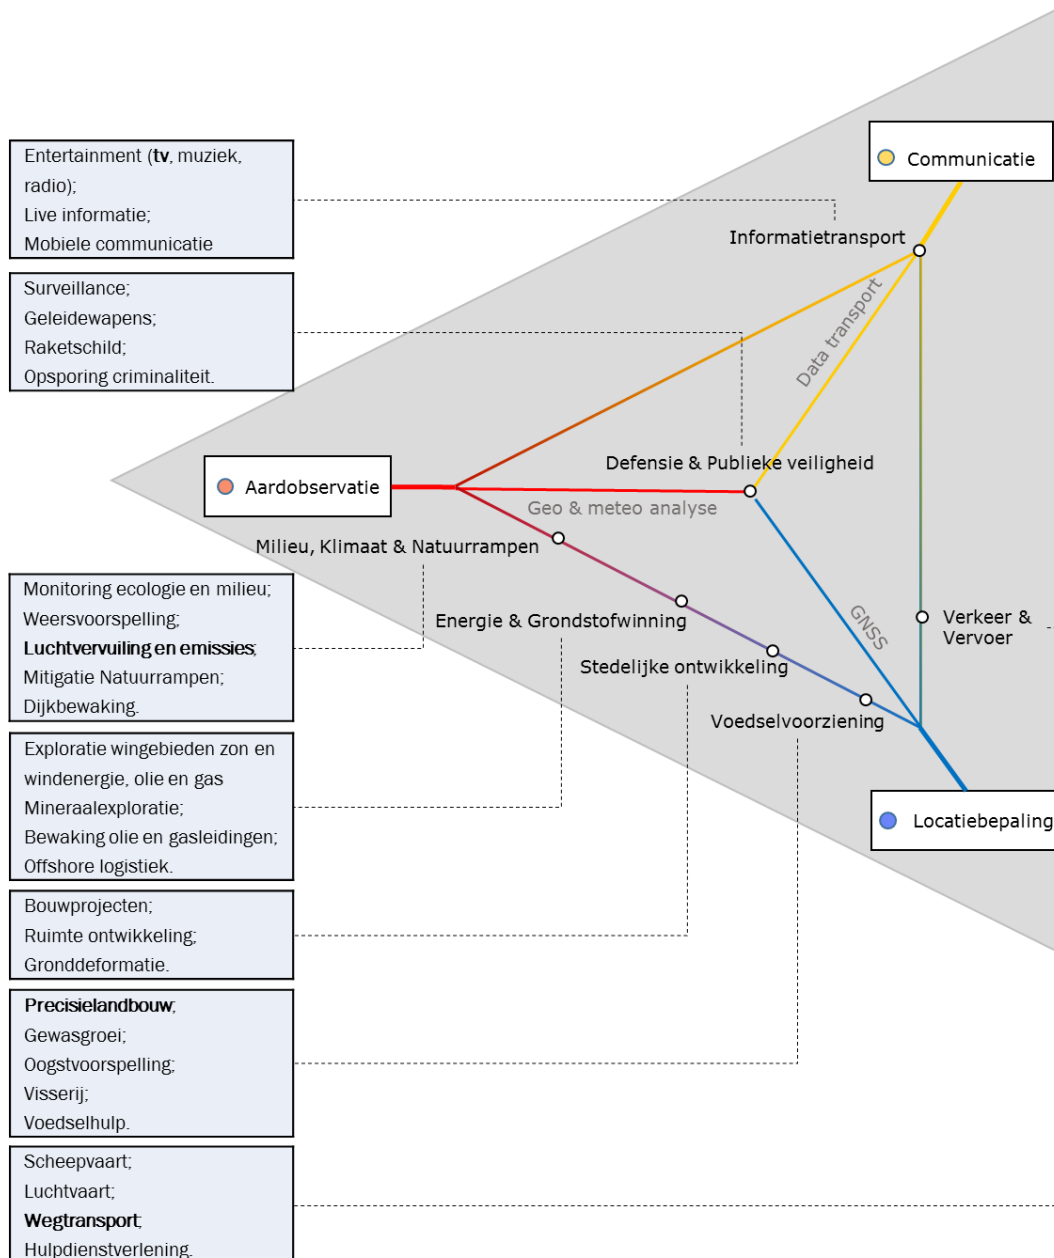 Entertainment (tv, muziek,
radio);
Live informatie;
Mobiele communicatie
Surveillance;
Geleidewapens;
Raketschild;
Opsporing criminaliteit.
Monitoring ecologie en milieu;
Weersvoorspelling;
Luchtvervuiling en emissies;
Mitigatie Natuurrampen;
Dijkbewaking.
Exploratie wingebieden zon en
windenergie, olie en gas
Mineraalexploratie;
Bewaking olie en gasleidingen;
Offshore logistiek.
Bouwprojecten;
Ruimte ontwikkeling;
Gronddeformatie.
Precisielandbouw;
Gewasgroei;
Oogstvoorspelling;
Visserij;
Voedselhulp.
Scheepvaart;
Luchtvaart;
Wegtransport;
Hulpdienstverlening.
Communicatie
Informatietransport
Data transport
Defensie & Publieke veiligheid
Aardobservatie
Geo & meteo analyse
Milieu, Klimaat & Natuurrampen
Energie & Grondstofwinning
GNSS
Verkeer &
Vervoer
Stedelijke ontwikkeling
Voedselvoorziening
Locatiebepaling